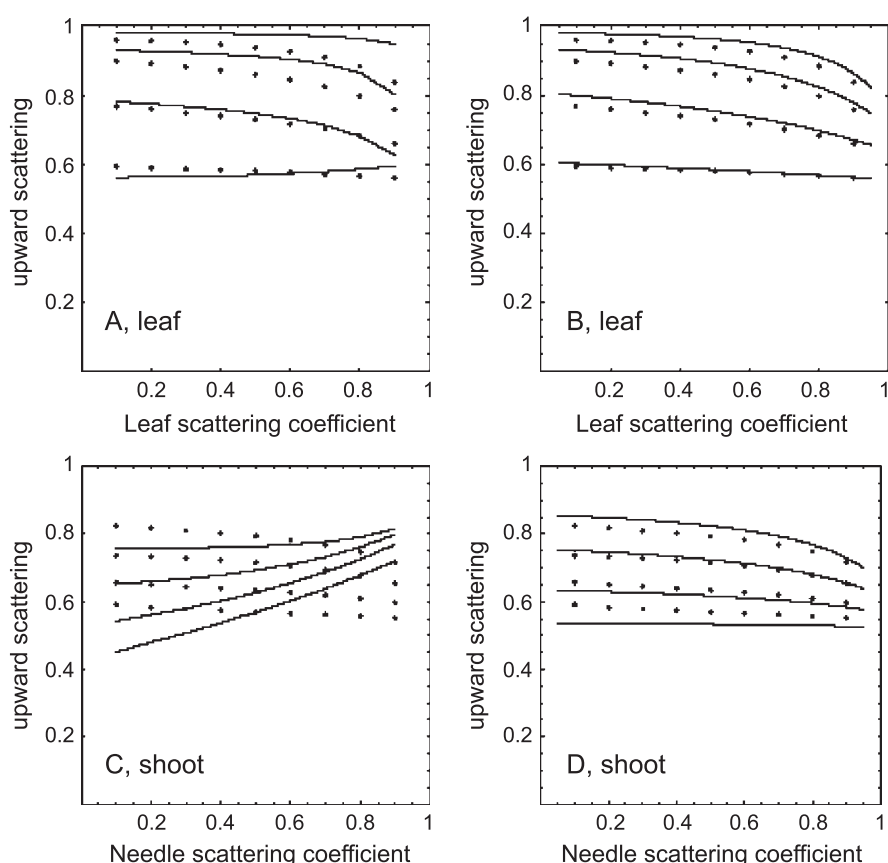 1
0.8
0.6
0.4
0.2
upward scattering
A, leaf
0.2 0.4 0.6 0.8 1
Leaf scattering coefficient
1
0.8
0.6
0.4
0.2
upward scattering
B, leaf
0.2 0.4 0.6 0.8 1
Leaf scattering coefficient
1
0.8
0.6
0.4
0.2
upward scattering
C, shoot
0.2 0.4 0.6 0.8 1
Needle scattering coefficient
1
0.8
0.6
0.4
0.2
upward scattering
D, shoot
0.2 0.4 0.6 0.8 1
Needle scattering coefficient